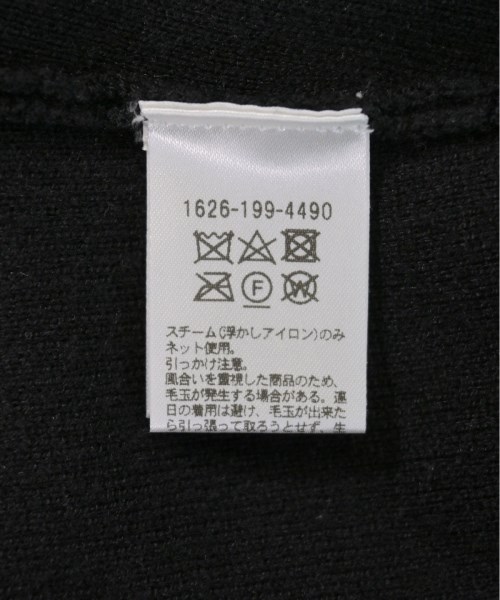 1626-199-4490
F
W
スチーム(浮かしアイロン)のみ
ネット使用。
引っかけ注意。
風合いを重視した商品のため、
毛玉が発生する場合がある。連
日の着用は避け、毛玉が出来た
ら引っ張って取ろうとせず、生